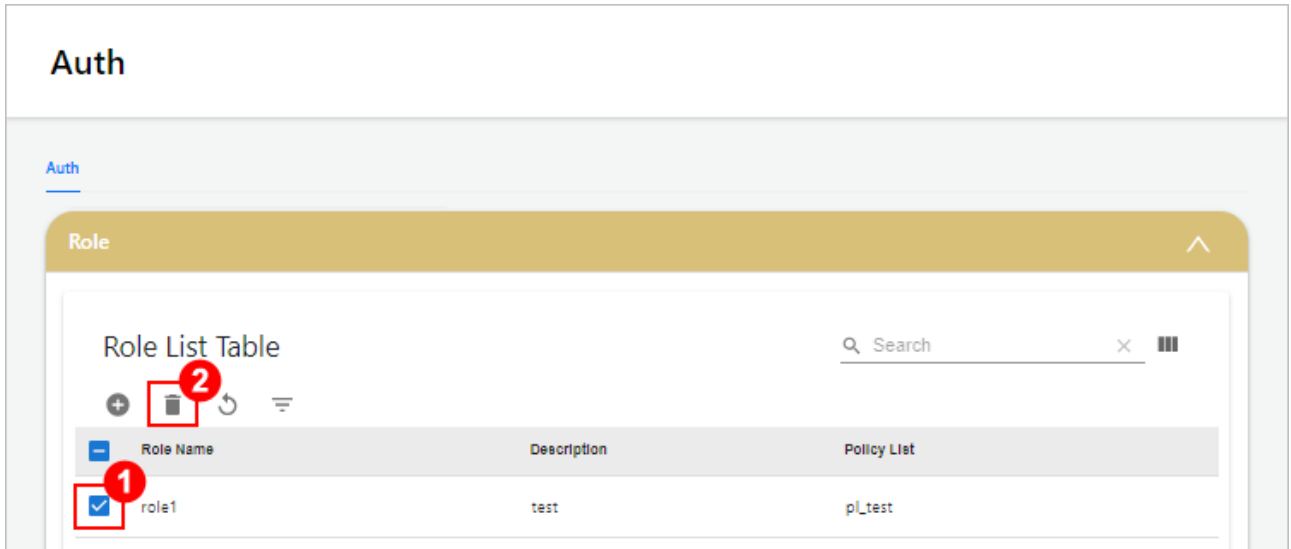 Auth
Auth
Role
Role List Table
Search
2
Role Name Description Policy List
1
role1 test pl_test